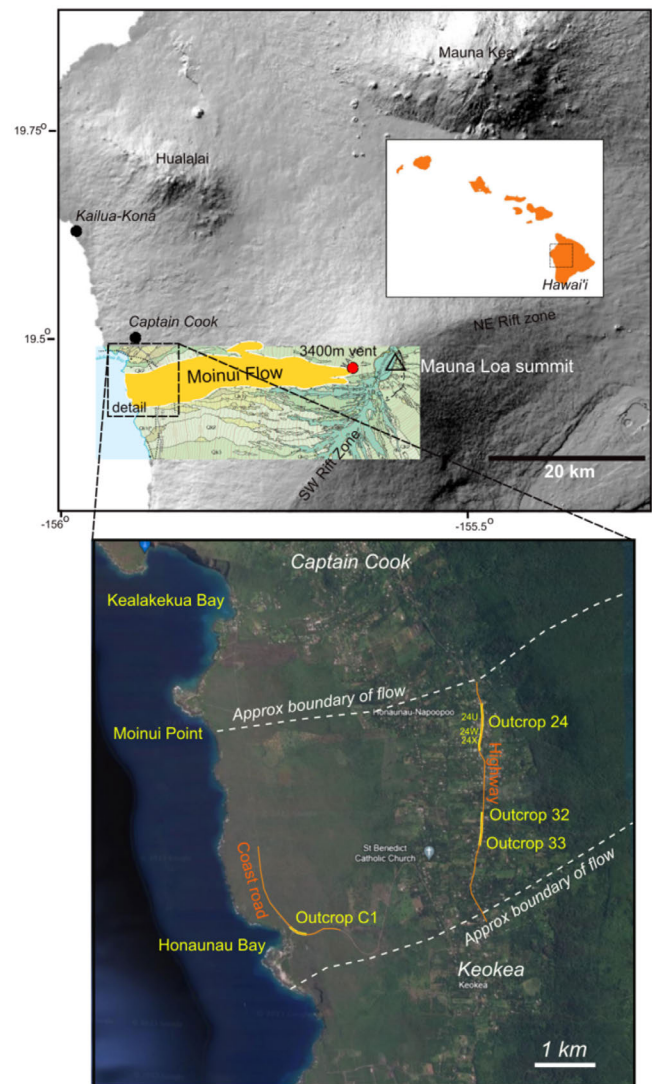 Mauna Kea
19.75°
Hualalai
Kailua-Kona
Hawai'i
Captain Cook
NE Rift zone
19.5°
3400m vent
Mauna Loa summit
Moinui Flow
detail
SW Rift Zone
20 km
-156°
-155.5°
Captain Cook
Kealakekua Bay
Approx boundary of flow
Honaunau-Napoopoo
24U
Outcrop 24
24W
24X
Moinui Point
Highway
Outcrop 32
Outcrop 33
St Benedict
Catholic Church
Coast road
Approx boundary of flow
Outcrop C1
Honaunau Bay
Keokea
Keokea
1 km